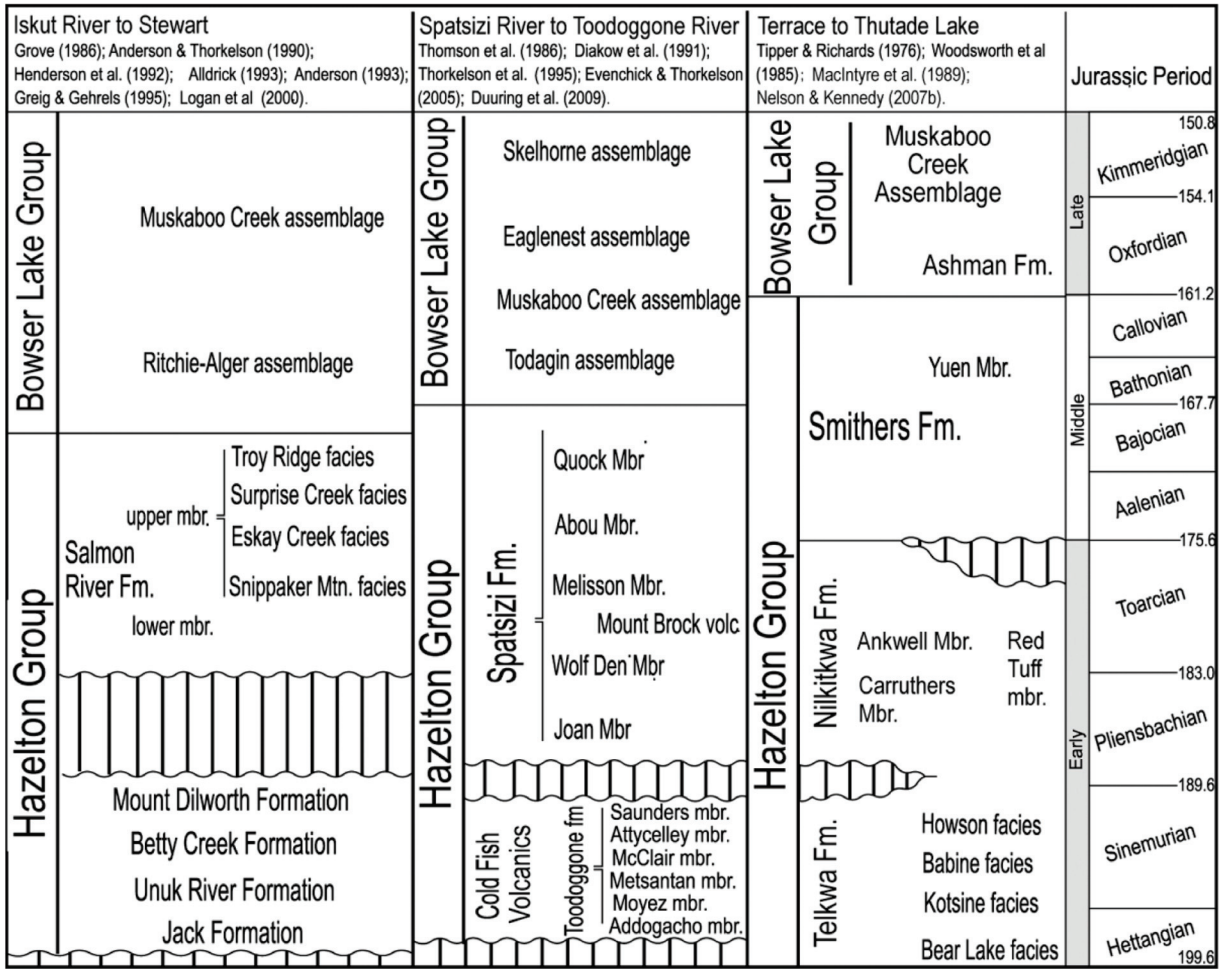 Iskut River to Stewart
Grove (1986); Anderson & Thorkelson (1990);
Henderson et al. (1992); Alldrick (1993); Anderson (1993);
Greig & Gehrels (1995); Logan et al (2000).
Bowser Lake Group
Muskaboo Creek assemblage
Ritchie-Alger assemblage
Hazelton Group
Salmon
River Fm.
upper mbr.
Troy Ridge facies
Surprise Creek facies
Eskay Creek facies
Snippaker Mtn. facies
lower mbr.
Mount Dilworth Formation
Betty Creek Formation
Unuk River Formation
Jack Formation
Spatsizi River to Toodoggone River
Thomson et al. (1986); Diakow et al. (1991);
Thorkelson et al. (1995); Evenchick & Thorkelson
(2005); Duuring et al. (2009).
Bowser Lake Group
Skelhorne assemblage
Eaglenest assemblage
Muskaboo Creek assemblage
Todagin assemblage
Hazelton Group
Spatsizi Fm.
Quock Mbr
Abou Mbr.
Melisson Mbr.
Mount Brock volc.
Wolf Den Mbr
Joan Mbr
Cold Fish
Volcanics
Toodoggone fm
Saunders mbr.
Attycelley mbr.
McClair mbr.
Metsantan mbr.
Moyez mbr.
Addogacho mbr.
Terrace to Thutade Lake
Tipper & Richards (1976); Woodsworth et al
(1985): MacIntyre et al. (1989);
Nelson & Kennedy (2007b).
Bowser Lake
Group
Muskaboo
Creek
Assemblage
Ashman Fm.
Hazelton Group
Yuen Mbr.
Smithers Fm.
Nilkitkwa Fm.
Ankwell Mbr.
Carruthers
Mbr.
Red
Tuff
mbr.
Telkwa Fm.
Howson facies
Babine facies
Kotsine facies
Bear Lake facies
Jurassic Period
Late
Middle
Early
150.8
Kimmeridgian
154.1
Oxfordian
161.2
Callovian
Bathonian
167.7
Bajocian
Aalenian
175.6
Toarcian
183.0
Pliensbachian
189.6
Sinemurian
Hettangian
199.6